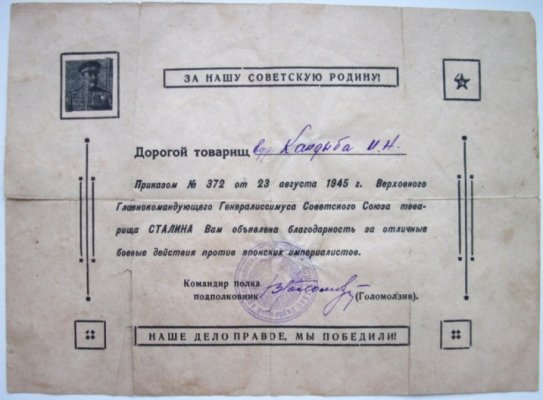 ЗА НАШУ СОВЕТСКУЮ РОДИНУ!
Дорогой товарищ Кандыба И.Н.
Приказом № 372 от 23 августа 1945 г. Верховного
Главнокомандующего Генералиссимуса Советского Союза това-
рища СТАЛИНА Вам объявлена благодарность за отличные
боевые действия против японских империалистов.
Командир полка
подполковник (Голомолзин).
НАШЕ ДЕЛО ПРАВОЕ, МЫ ПОБЕДИЛИ!